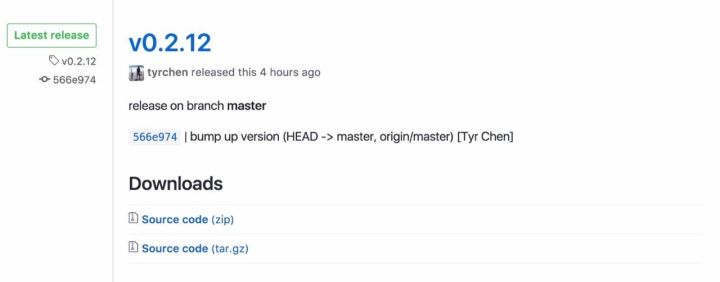 Latest release
v0.2.12
566e974
v0.2.12
tyrchen released this 4 hours ago
release on branch master
566e974 | bump up version (HEAD -> master, origin/master) [Tyr Chen]
Downloads
Source code (zip)
Source code (tar.gz)